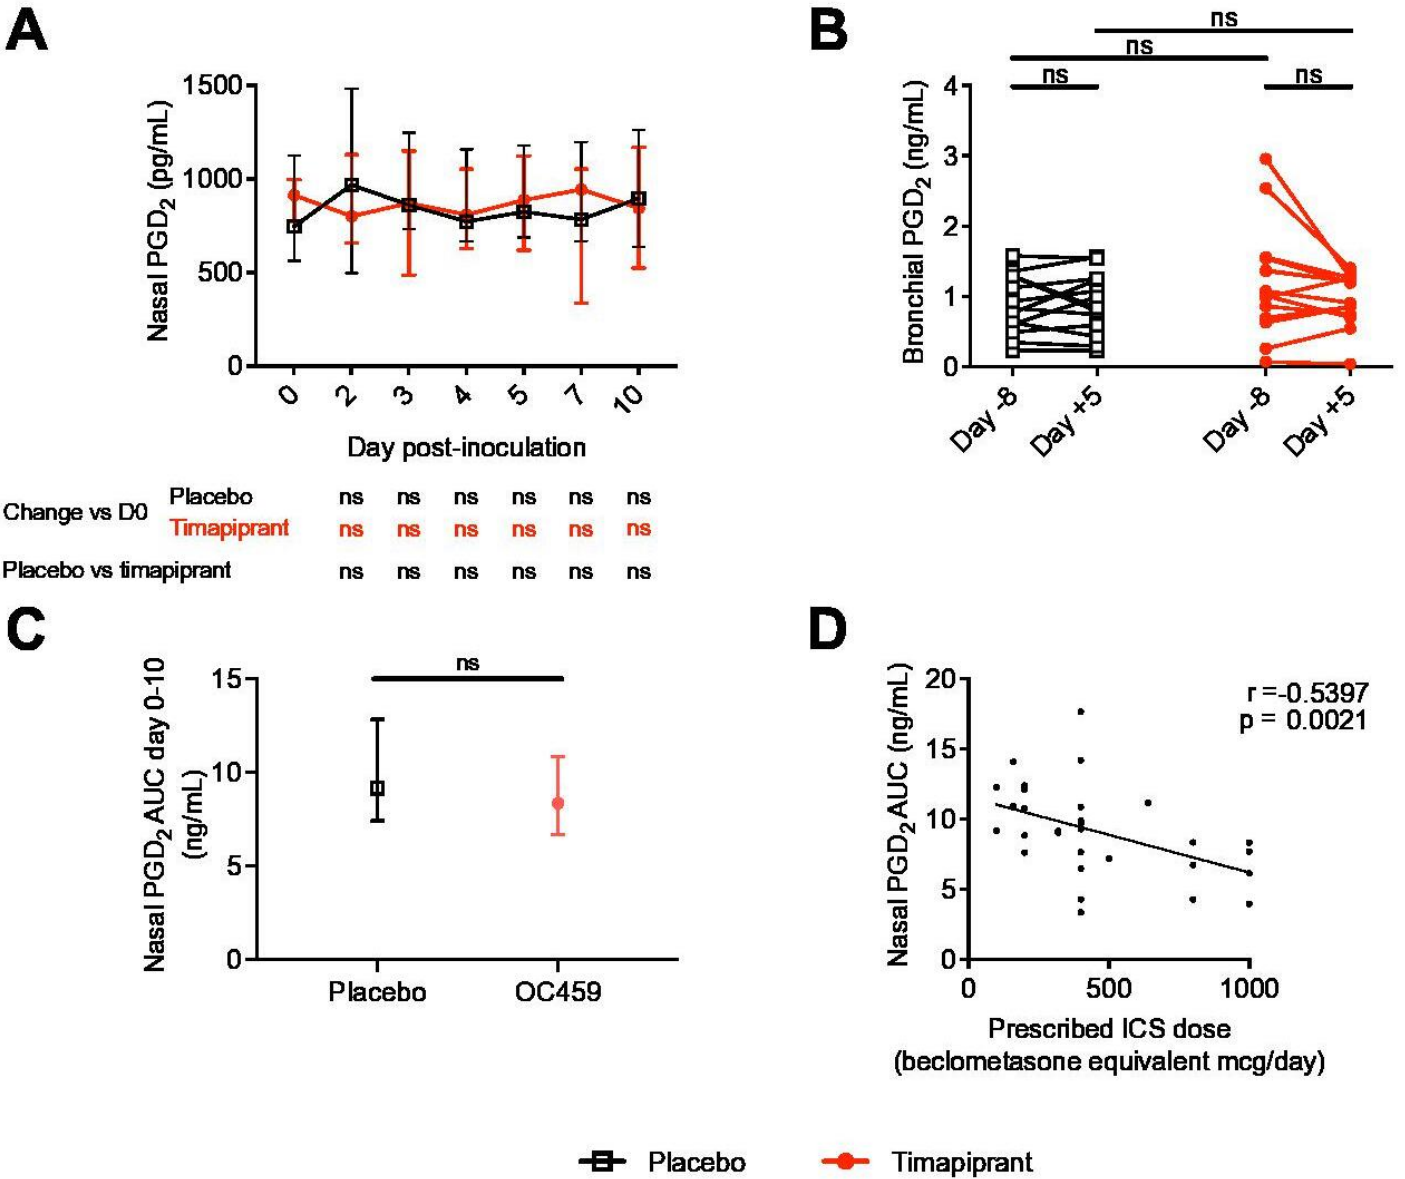 A
Nasal PGD2 (pg/mL)
1500
1000
500
0
0 2 3 4 5 7 10
Day post-inoculation
Change vs D0
Placebo ns ns ns ns ns ns
Timapiprant ns ns ns ns ns ns
Placebo vs timapiprant ns ns ns ns ns ns
B
ns
ns
ns ns
Bronchial PGD2 (ng/mL)
4
3
2
1
0
Day -8 Day +5 Day -8 Day +5
C
Nasal PGD2 AUC day 0-10
(ng/mL)
ns
15
10
5
0
Placebo OC459
D
Nasal PGD2 AUC (ng/mL)
20
15
10
5
0
r =-0.5397
p = 0.0021
0 500 1000
Prescribed ICS dose
(beclometasone equivalent mcg/day)
Placebo Timapiprant